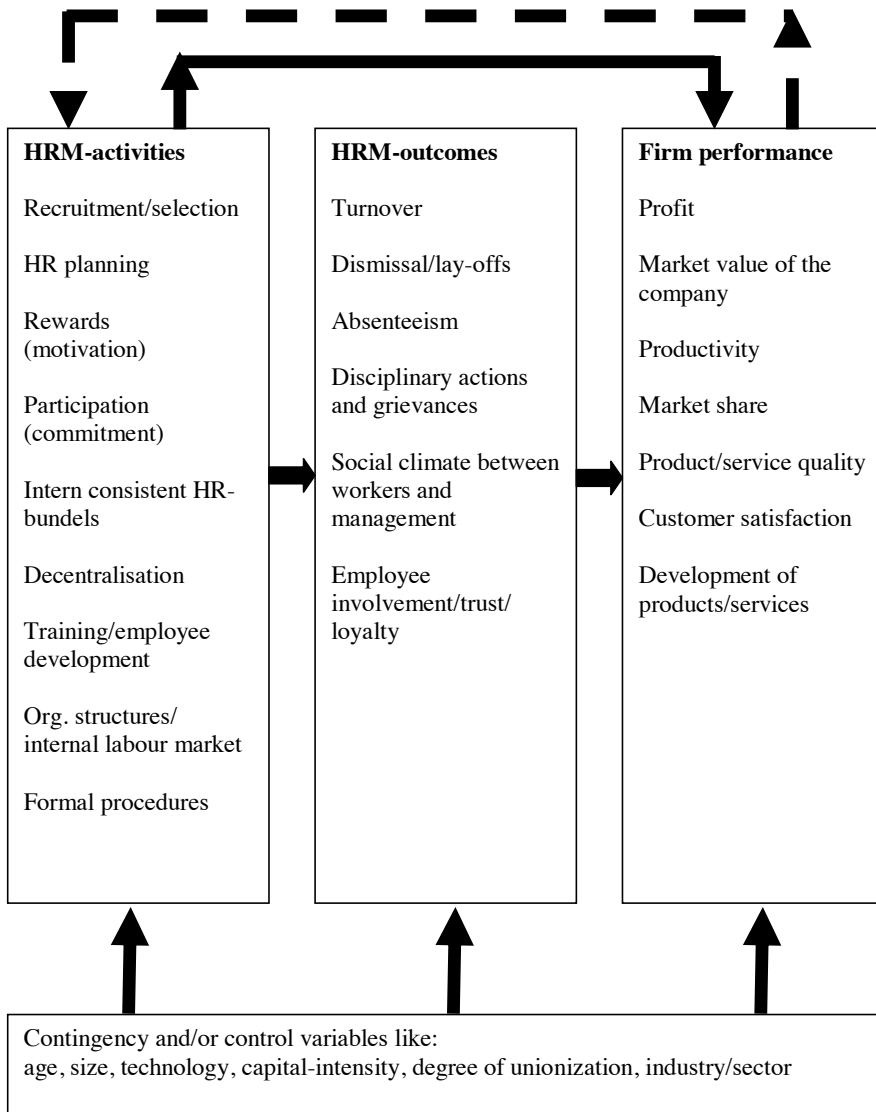 HRM-activities
Recruitment/selection
HR planning
Rewards
(motivation)
Participation
(commitment)
Intern consistent HR-
bundels
Decentralisation
Training/employee
development
Org. structures/
internal labour market
Formal procedures
HRM-outcomes
Turnover
Dismissal/lay-offs
Absenteeism
Disciplinary actions
and grievances
Social climate between
workers and
management
Employee
involvement/trust/
loyalty
Firm performance
Profit
Market value of the
company
Productivity
Market share
Product/service quality
Customer satisfaction
Development of
products/services
Contingency and/or control variables like:
age, size, technology, capital-intensity, degree of unionization, industry/sector